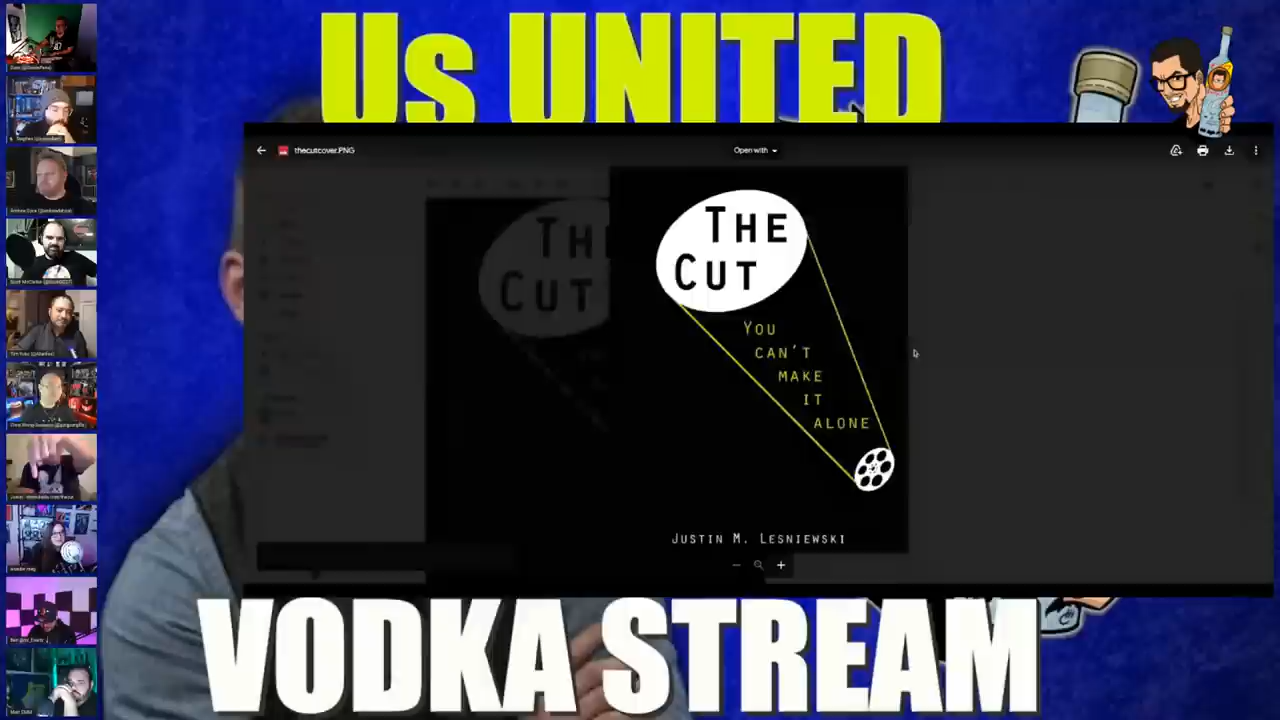 Us UNITED
thecutcover.PNG
Open with
THE
CUT
YOU
CAN'T
MAKE
IT
ALONE
JUSTIN M. LESNIEWSKI
VODKA STREAM